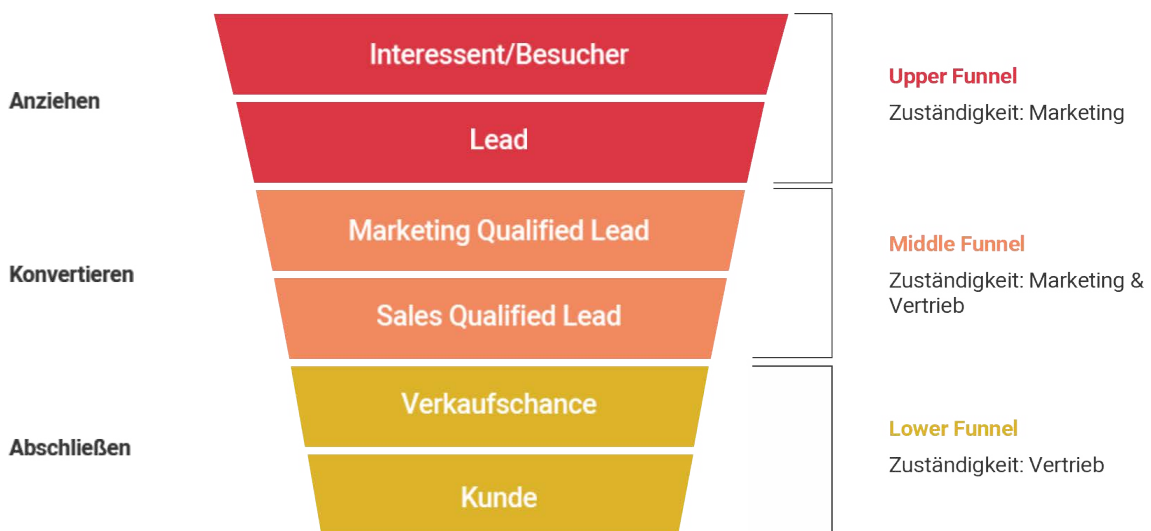 Interessent/Besucher
Upper Funnel
Anziehen
Zuständigkeit: Marketing
Lead
Marketing Qualified Lead
Middle Funnel
Konvertieren
Zuständigkeit: Marketing &
Vertrieb
Sales Qualified Lead
Verkaufschance
Lower Funnel
Abschließen
Zuständigkeit: Vertrieb
Kunde